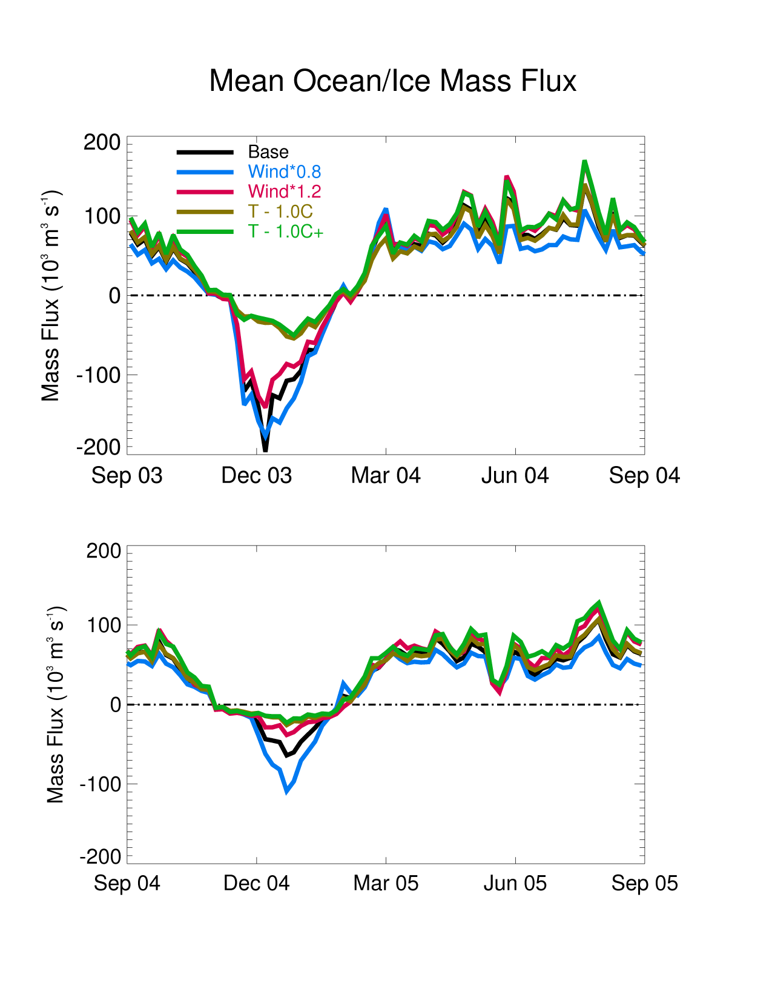 Mean Ocean/Ice Mass Flux
Mass Flux (10³ m³ s⁻¹)
200
100
0
-100
-200
Base
Wind*0.8
Wind*1.2
T - 1.0C
T - 1.0C+
Sep 03 Dec 03 Mar 04 Jun 04 Sep 04
Mass Flux (10³ m³ s⁻¹)
200
100
0
-100
-200
Sep 04 Dec 04 Mar 05 Jun 05 Sep 05